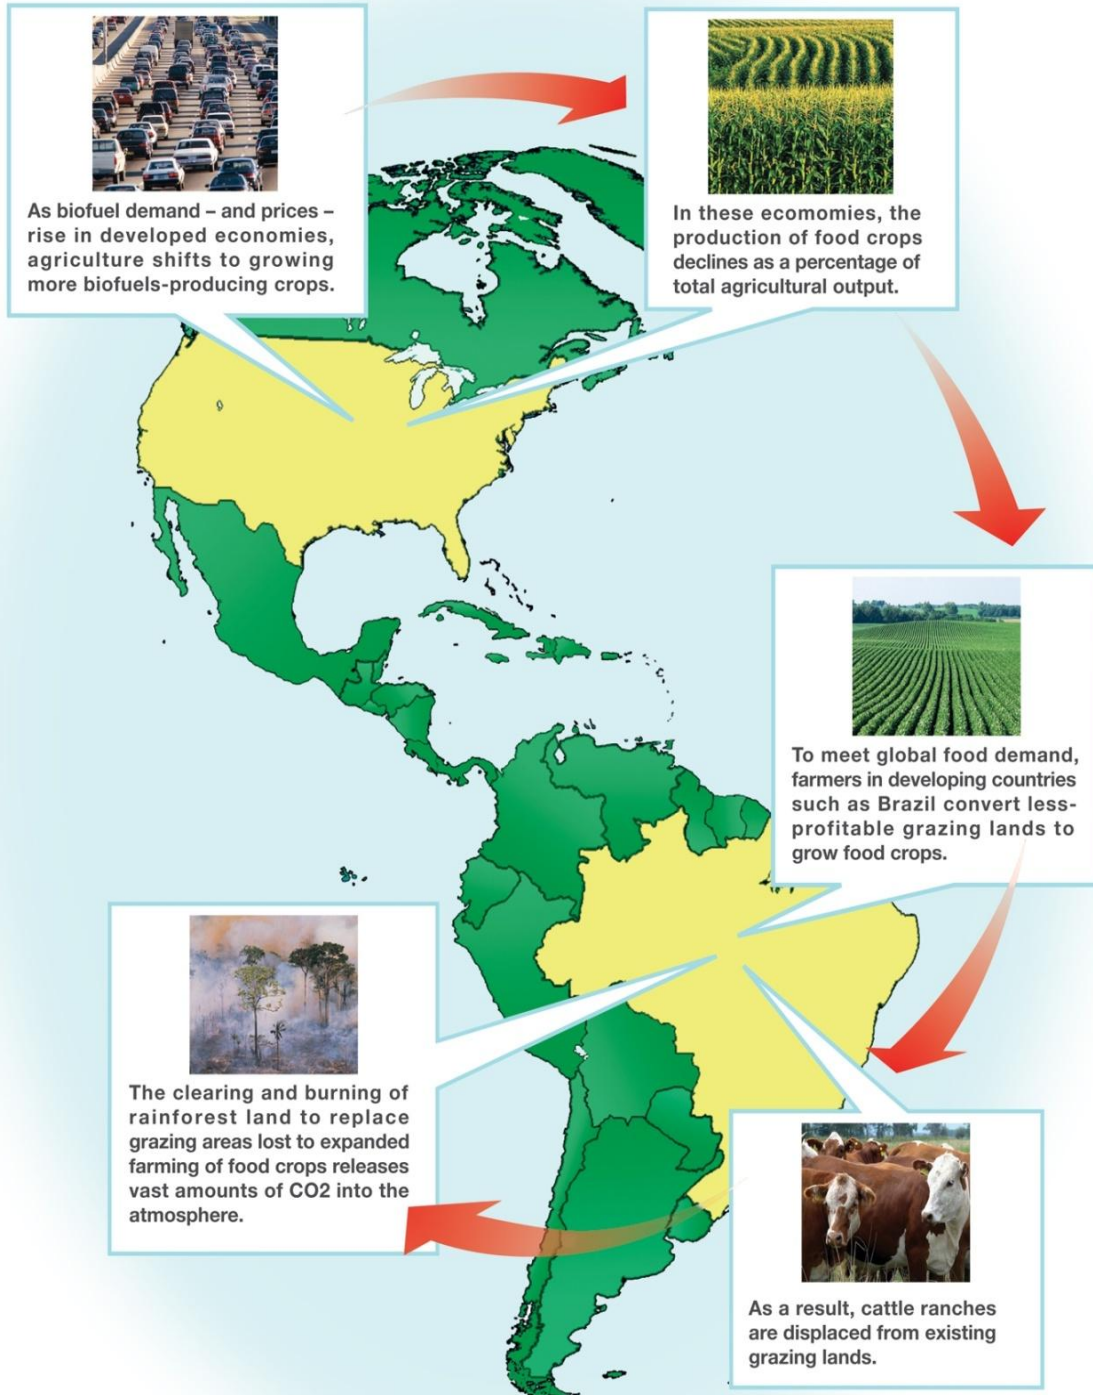 As biofuel demand – and prices –
rise in developed economies,
agriculture shifts to growing
more biofuels-producing crops.
In these ecomomies, the
production of food crops
declines as a percentage of
total agricultural output.
To meet global food demand,
farmers in developing countries
such as Brazil convert less-
profitable grazing lands to
grow food crops.
As a result, cattle ranches
are displaced from existing
grazing lands.
The clearing and burning of
rainforest land to replace
grazing areas lost to expanded
farming of food crops releases
vast amounts of CO2 into the
atmosphere.